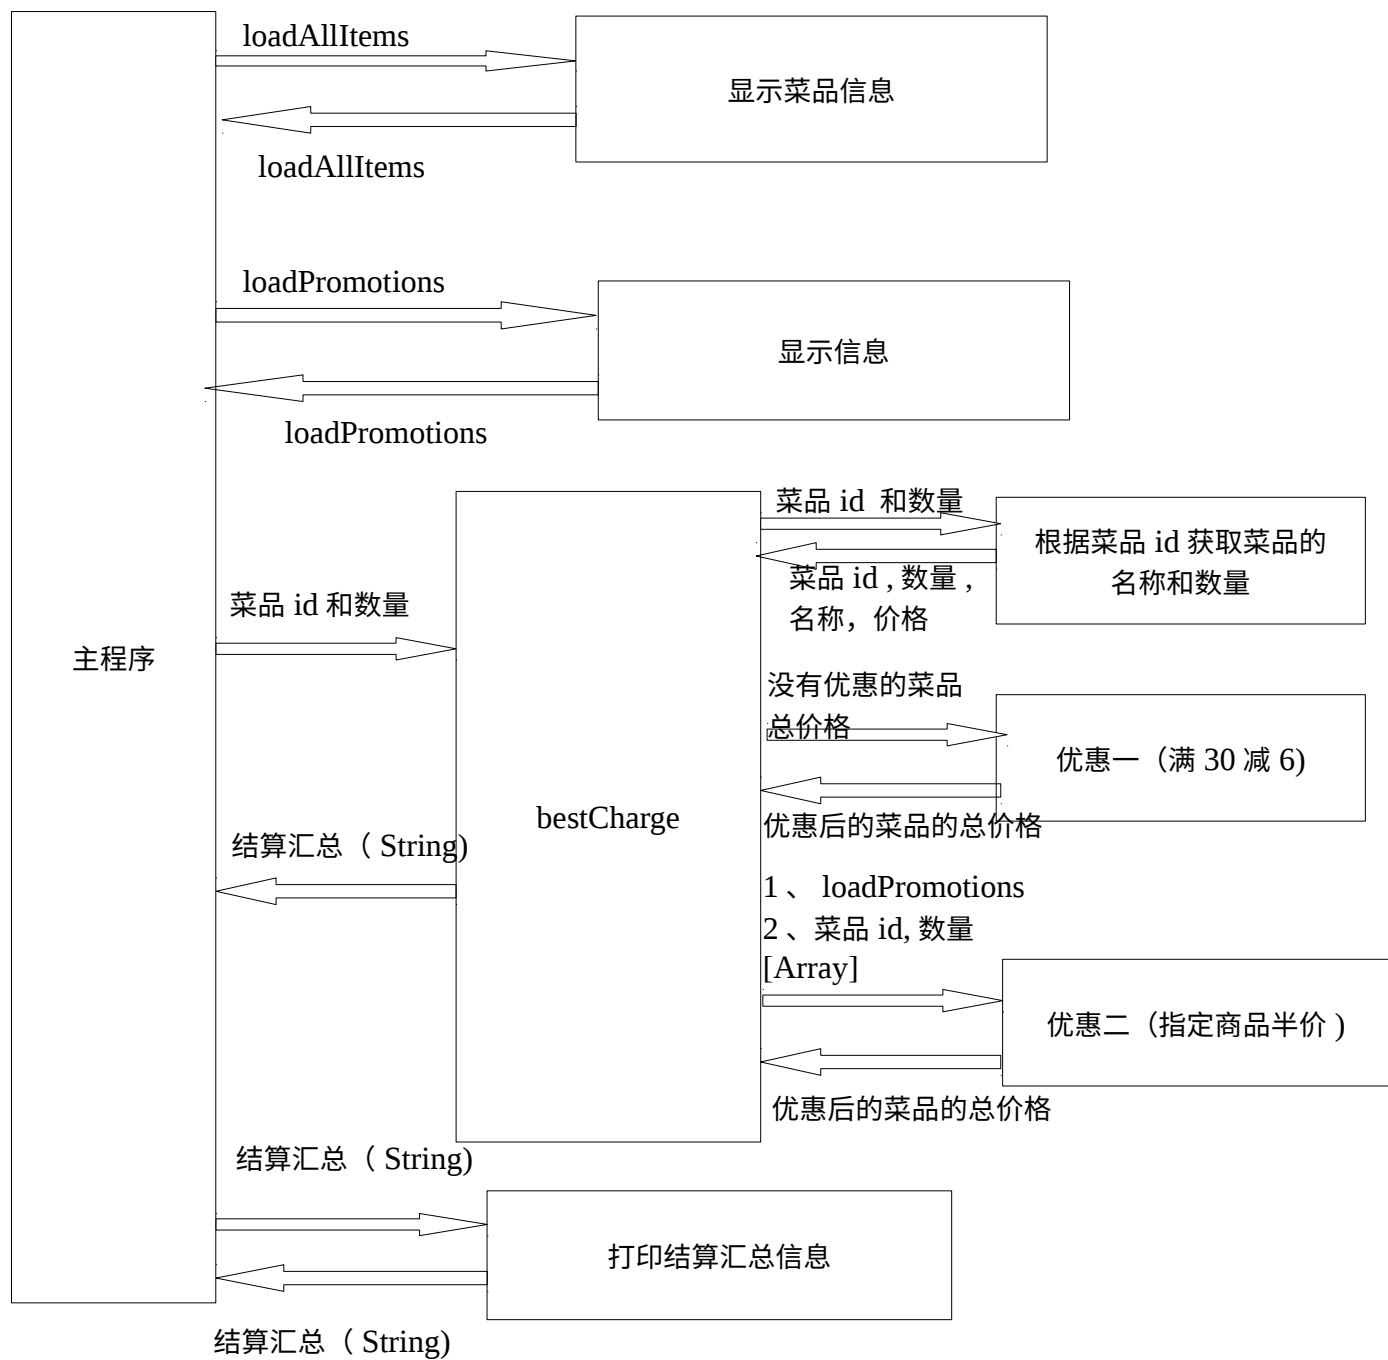 loadAllItems
显示菜品信息
loadAllItems
loadPromotions
显示信息
loadPromotions
主程序
菜品 id 和数量
bestCharge
结算汇总（ String)
菜品 id 和数量
根据菜品 id 获取菜品的
名称和数量
菜品 id , 数量 ,
名称，价格
没有优惠的菜品
总价格
优惠一（满 30 减 6)
优惠后的菜品的总价格
1 、 loadPromotions
2 、菜品 id, 数量
[Array]
优惠二（指定商品半价 )
优惠后的菜品的总价格
结算汇总（ String)
打印结算汇总信息
结算汇总（ String)